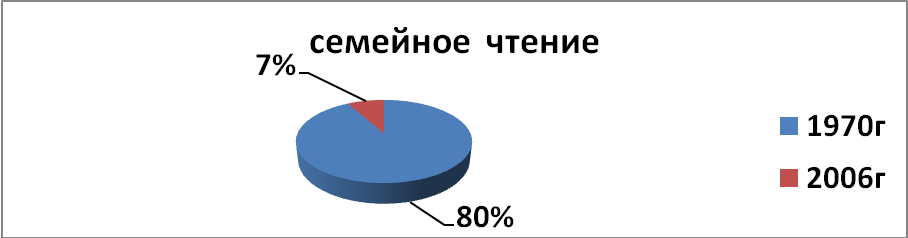 семейное чтение
7%
80%
1970г
2006г